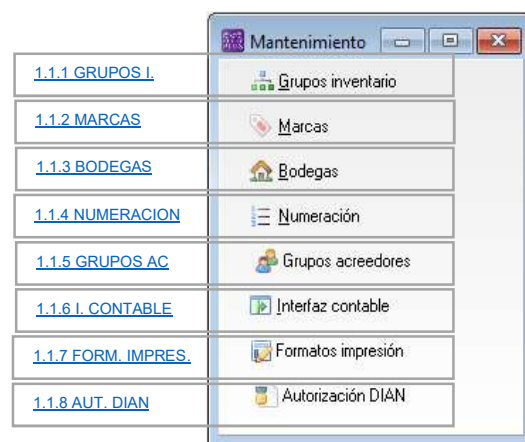 Mantenimiento
1.1.1 GRUPOS I. Grupos inventario
1.1.2 MARCAS Marcas
1.1.3 BODEGAS Bodegas
1.1.4 NUMERACION Numeración
1.1.5 GRUPOS AC Grupos acreedores
1.1.6 I. CONTABLE Interfaz contable
1.1.7 FORM. IMPRES. Formatos impresión
1.1.8 AUT. DIAN Autorización DIAN